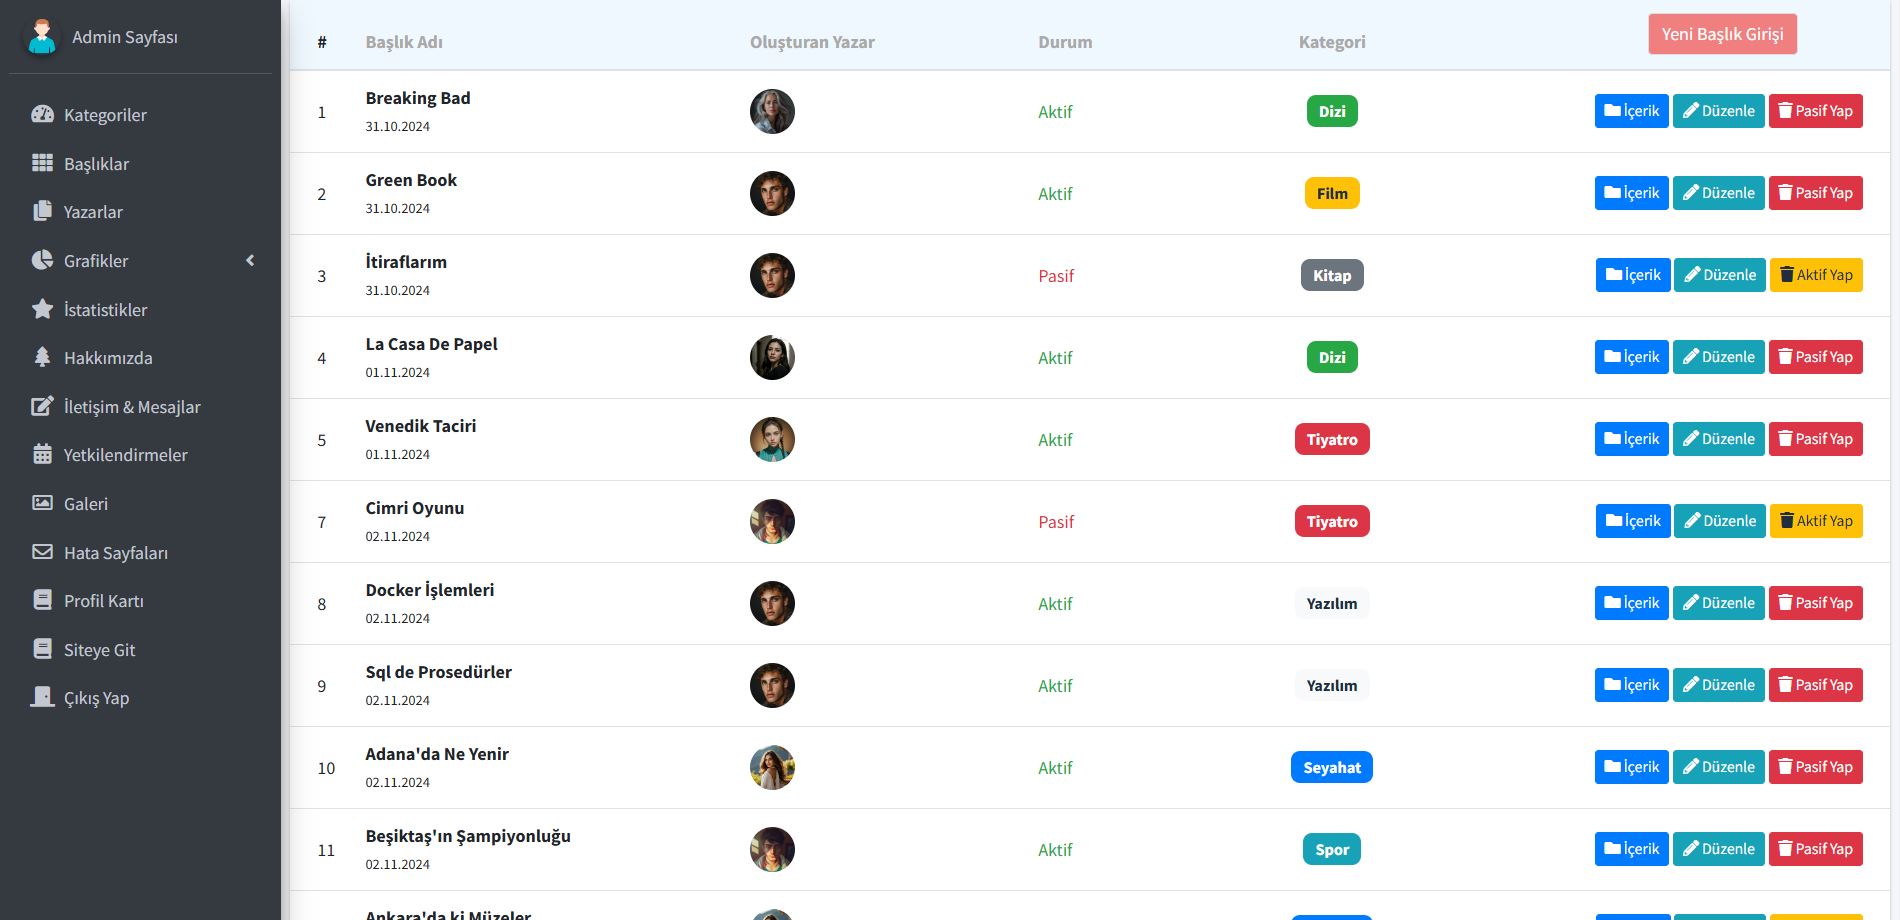 Admin Sayfası
Kategoriler
Başlıklar
Yazarlar
Grafikler
İstatistikler
Hakkımızda
İletişim & Mesajlar
Yetkilendirmeler
Galeri
Hata Sayfaları
Profil Kartı
Siteye Git
Çıkış Yap
# Başlık Adı Oluşturan Yazar Durum Kategori Yeni Başlık Girişi
1 Breaking Bad Aktif Dizi İçerik Düzenle Pasif Yap
31.10.2024
2 Green Book Aktif Film İçerik Düzenle Pasif Yap
31.10.2024
3 İtiraflarım Pasif Kitap İçerik Düzenle Aktif Yap
31.10.2024
4 La Casa De Papel Aktif Dizi İçerik Düzenle Pasif Yap
01.11.2024
5 Venedik Taciri Aktif Tiyatro İçerik Düzenle Pasif Yap
01.11.2024
7 Cimri Oyunu Pasif Tiyatro İçerik Düzenle Aktif Yap
02.11.2024
8 Docker İşlemleri Aktif Yazılım İçerik Düzenle Pasif Yap
02.11.2024
9 Sql de Prosedürler Aktif Yazılım İçerik Düzenle Pasif Yap
02.11.2024
10 Adana'da Ne Yenir Aktif Seyahat İçerik Düzenle Pasif Yap
02.11.2024
11 Beşiktaş'ın Şampiyonluğu Aktif Spor İçerik Düzenle Pasif Yap
02.11.2024
Ankara'da ki Müzeler